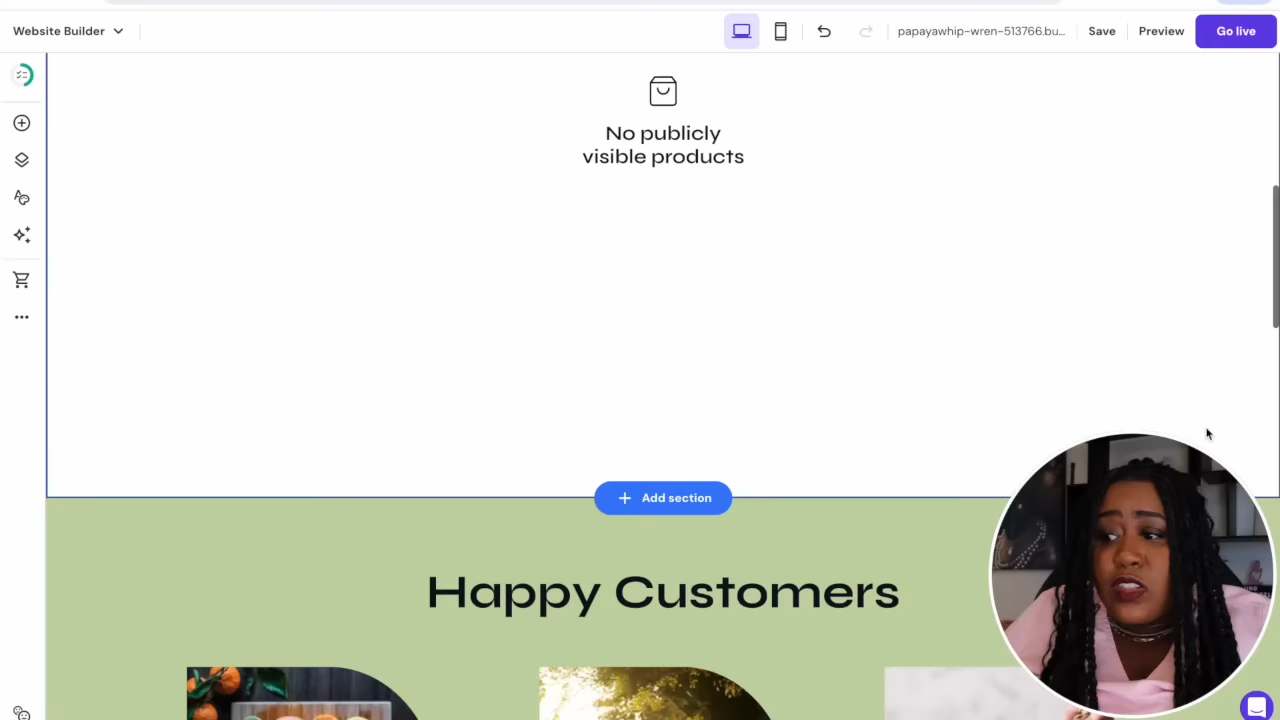 Website Builder
papayawhip-wren-513766.bu...
Save
Preview
Go live
No publicly
visible products
Add section
Happy Customers